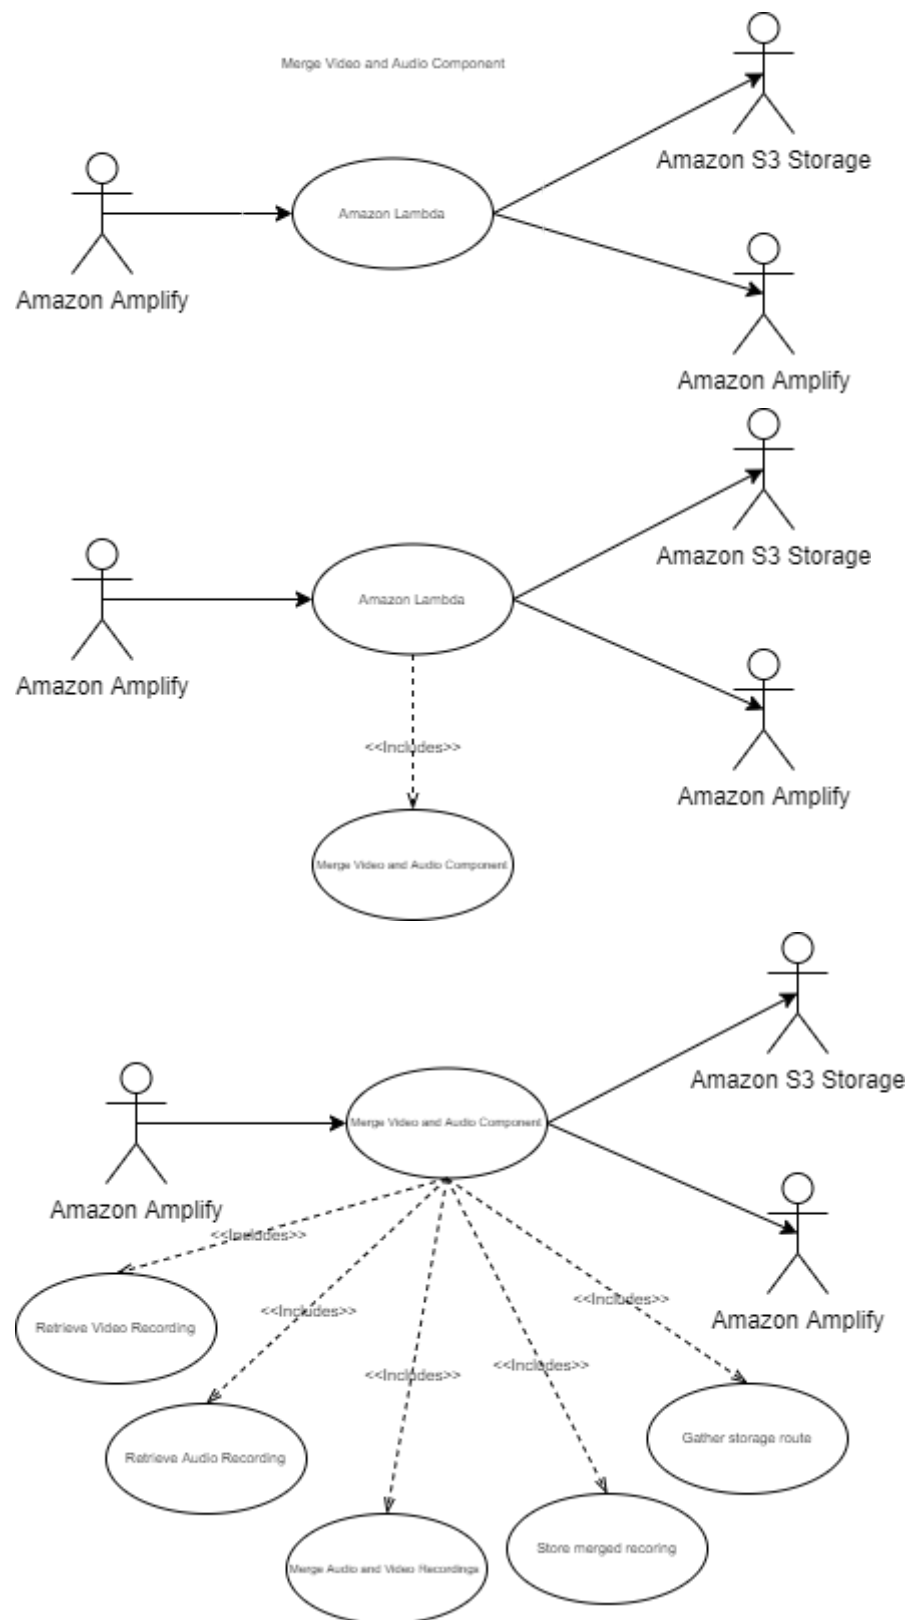 Merge Video and Audio Component
Amazon S3 Storage
Amazon Lambda
Amazon Amplify
Amazon Amplify
Amazon S3 Storage
Amazon Lambda
Amazon Amplify
<<Includes>>
Amazon Amplify
Merge Video and Audio Component
Amazon S3 Storage
Merge Video and Audio Component
Amazon Amplify
<<Includes>>
<<Includes>>
<<Includes>>
Amazon Amplify
Retrieve Video Recording
<<Includes>>
<<Includes>>
Gather storage route
Retrieve Audio Recording
Store merged recoring
Merge Audio and Video Recordings